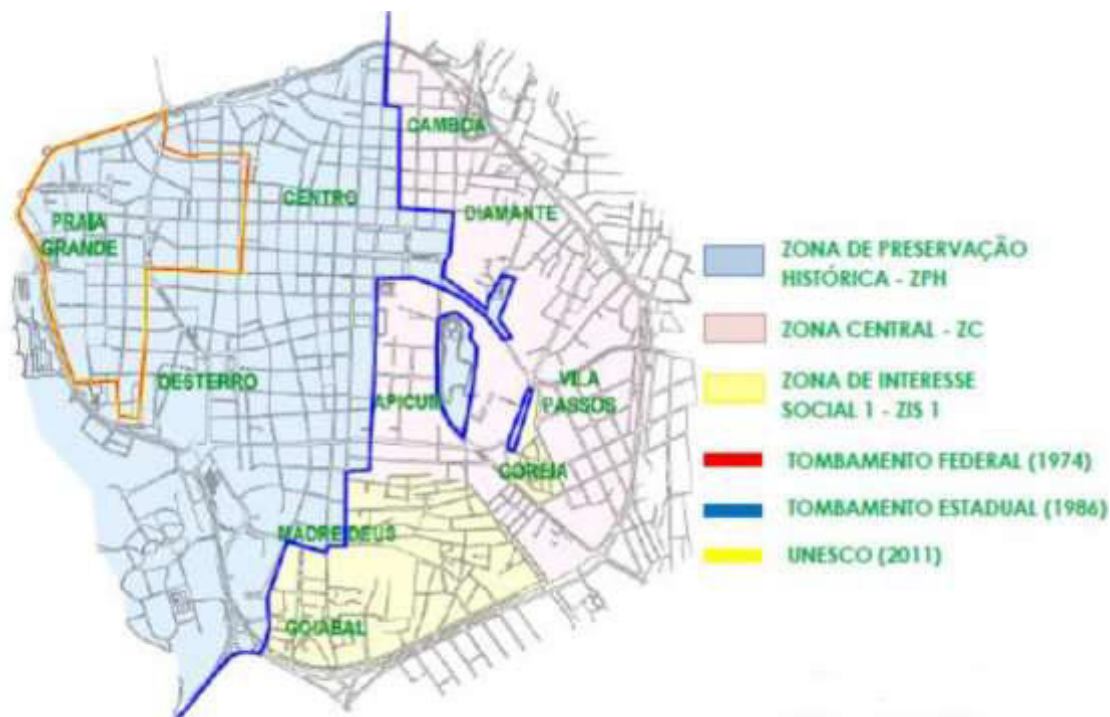 CAMBOA
CENTRO
DIAMANTE
PRAIA
GRANDE
DESTERRO
APICUM
VILA
PASSOS
COREIA
MADRE DEUS
GOIABAL
ZONA DE PRESERVAÇÃO
HISTÓRICA - ZPH
ZONA CENTRAL - ZC
ZONA DE INTERESSE
SOCIAL 1 - ZIS 1
TOMBAMENTO FEDERAL (1974)
TOMBAMENTO ESTADUAL (1986)
UNESCO (2011)